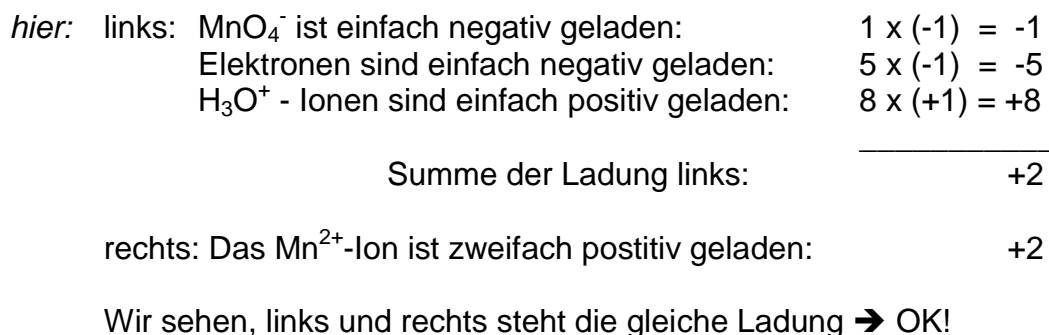 hier: links: MnO₄⁻ ist einfach negativ geladen: 1 x (-1) = -1
Elektronen sind einfach negativ geladen: 5 x (-1) = -5
H₃O⁺ - Ionen sind einfach positiv geladen: 8 x (+1) = +8
___________
Summe der Ladung links: +2
rechts: Das Mn²⁺-Ion ist zweifach postitiv geladen: +2
Wir sehen, links und rechts steht die gleiche Ladung ➔ OK!